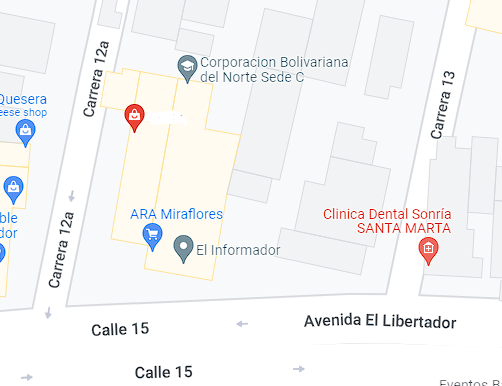 Carrera 12a
Corporacion Bolivariana
del Norte Sede C
Carrera 13
Quesera
eese shop
ARA Miraflores
Clinica Dental Sonría
SANTA MARTA
ble
dor
Carrera 12a
El Informador
Calle 15
Avenida El Libertador
Calle 15